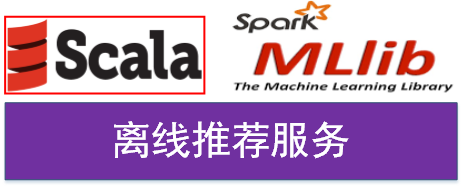 Scala
Spark
MLlib
The Machine Learning Library
离线推荐服务